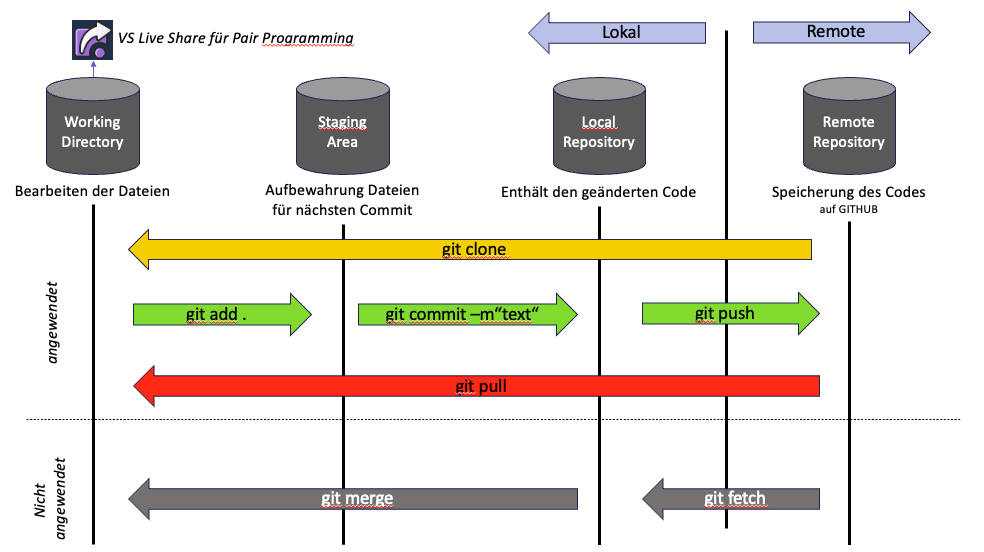 VS Live Share für Pair Programming
Lokal
Remote
Working
Directory
Staging
Area
Local
Repository
Remote
Repository
Bearbeiten der Dateien
Aufbewahrung Dateien
für nächsten Commit
Enthält den geänderten Code
Speicherung des Codes
auf GITHUB
git clone
angewendet
git add .
git commit –m“text“
git push
git pull
Nicht
angewendet
git merge
git fetch